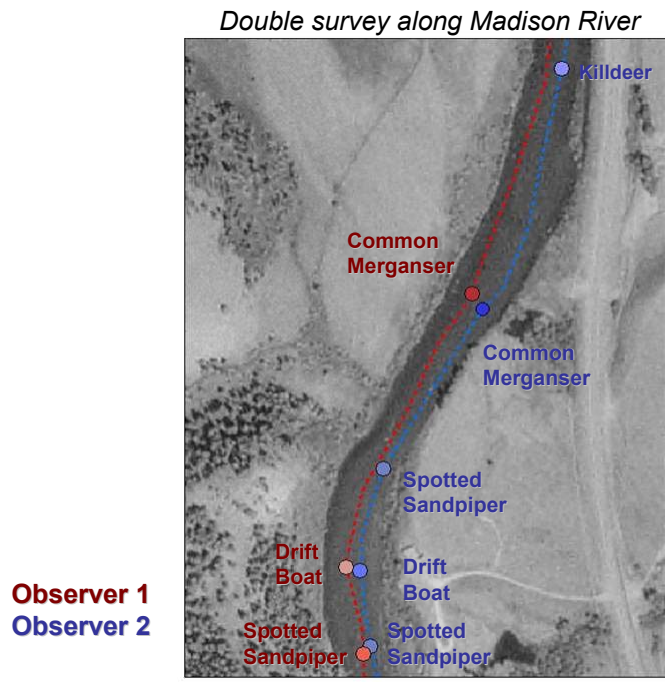 Double survey along Madison River
Killdeer
Common
Merganser
Common
Merganser
Spotted
Sandpiper
Drift
Boat
Drift
Boat
Observer 1
Observer 2
Spotted
Sandpiper
Spotted
Sandpiper